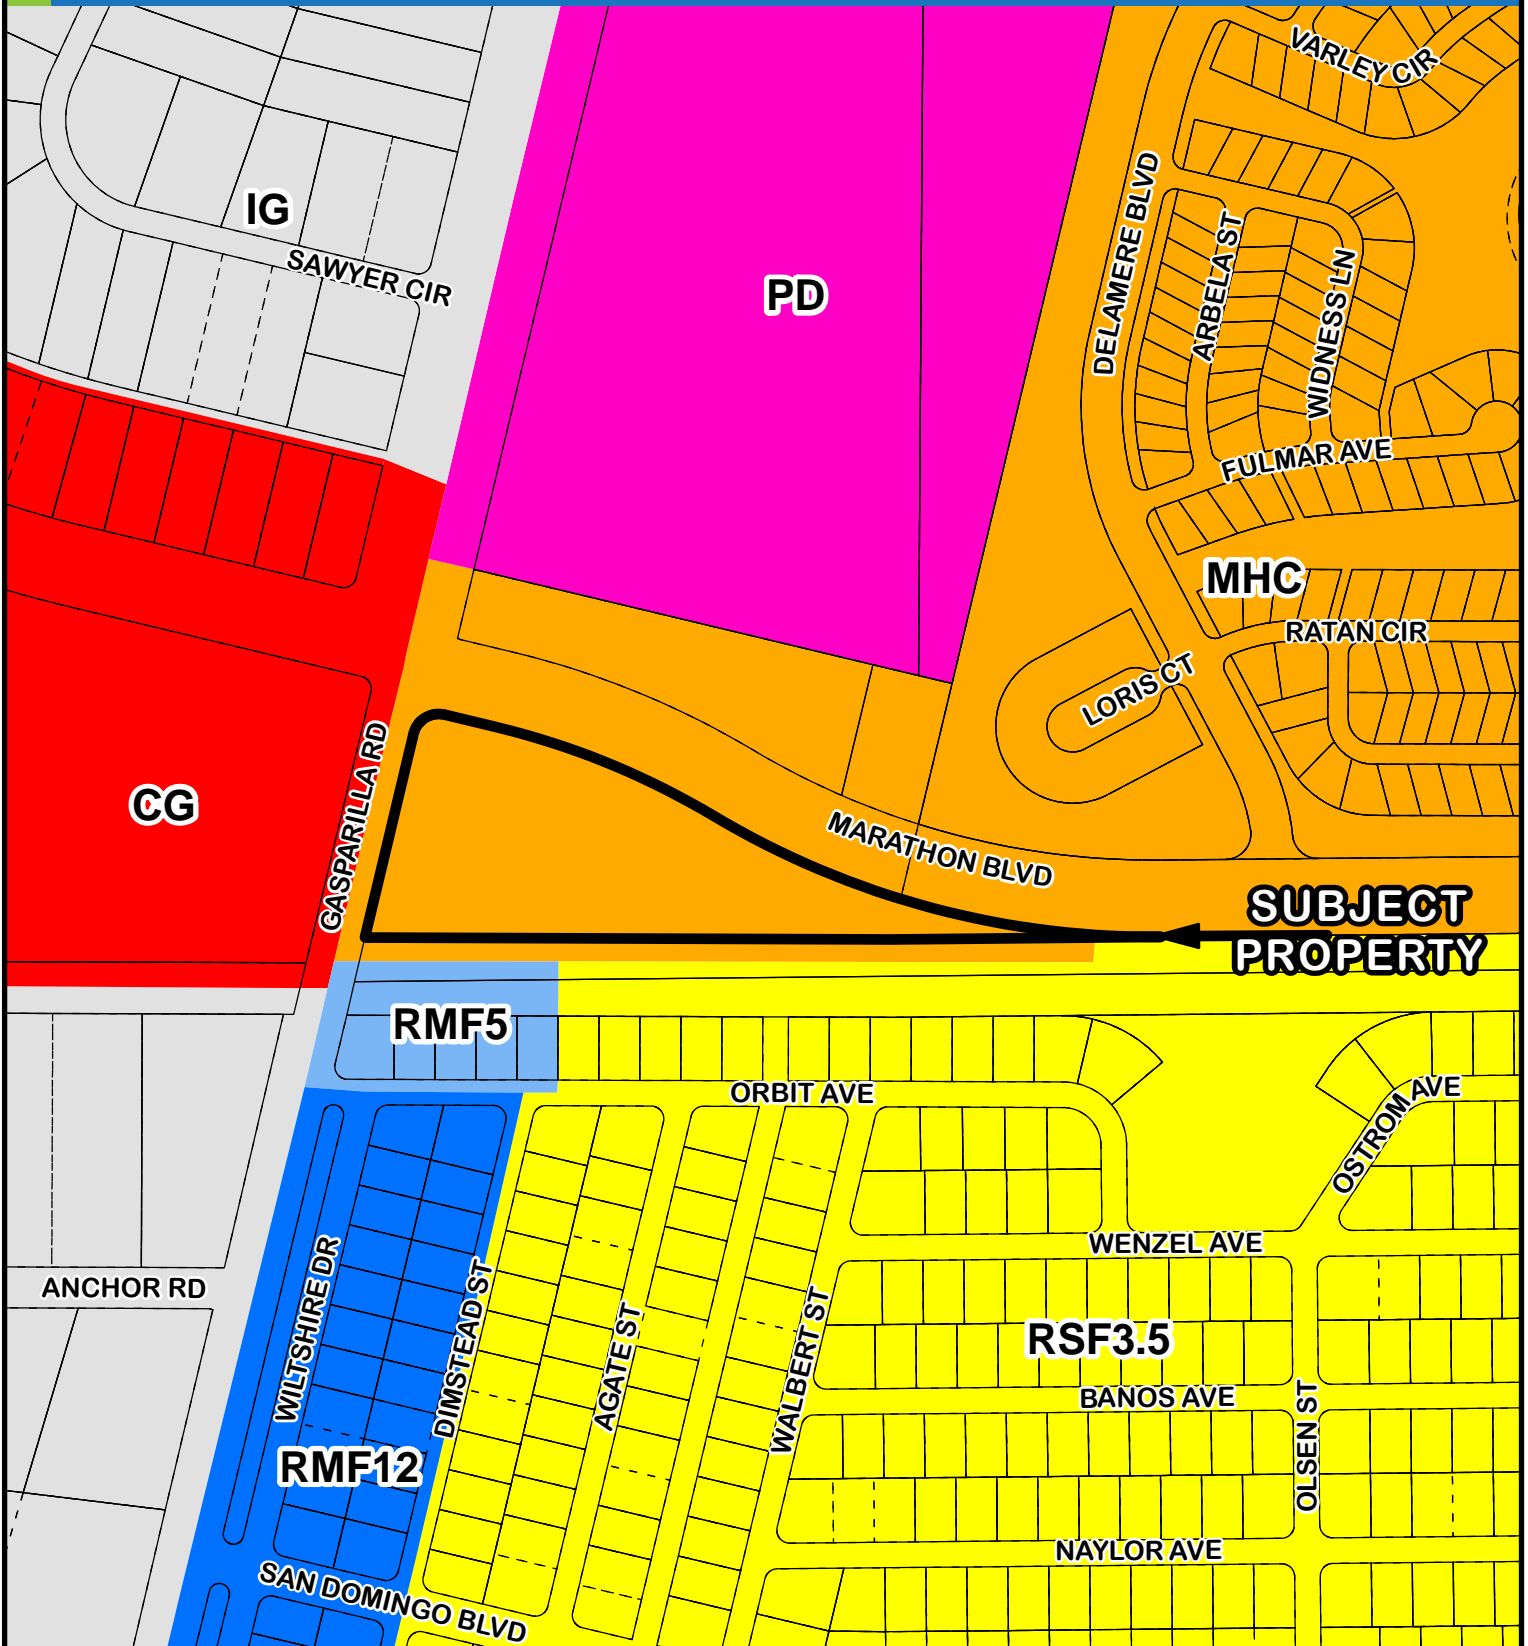 VARLEY CIR
IG
SAWYER CIR
PD
DELAMERE BLVD
ARBELA ST
WIDNESS LN
FULMAR AVE
MHC
RATAN CIR
LORIS CT
CG
GASPARILLA RD
MARATHON BLVD
SUBJECT
PROPERTY
RMF5
ORBIT AVE
OSTROM AVE
WENZEL AVE
ANCHOR RD
WILTSHIRE DR
DIMSTEAD ST
AGATE ST
WALBERT ST
RSF3.5
BANOS AVE
OLSEN ST
RMF12
NAYLOR AVE
SAN DOMINGO BLVD